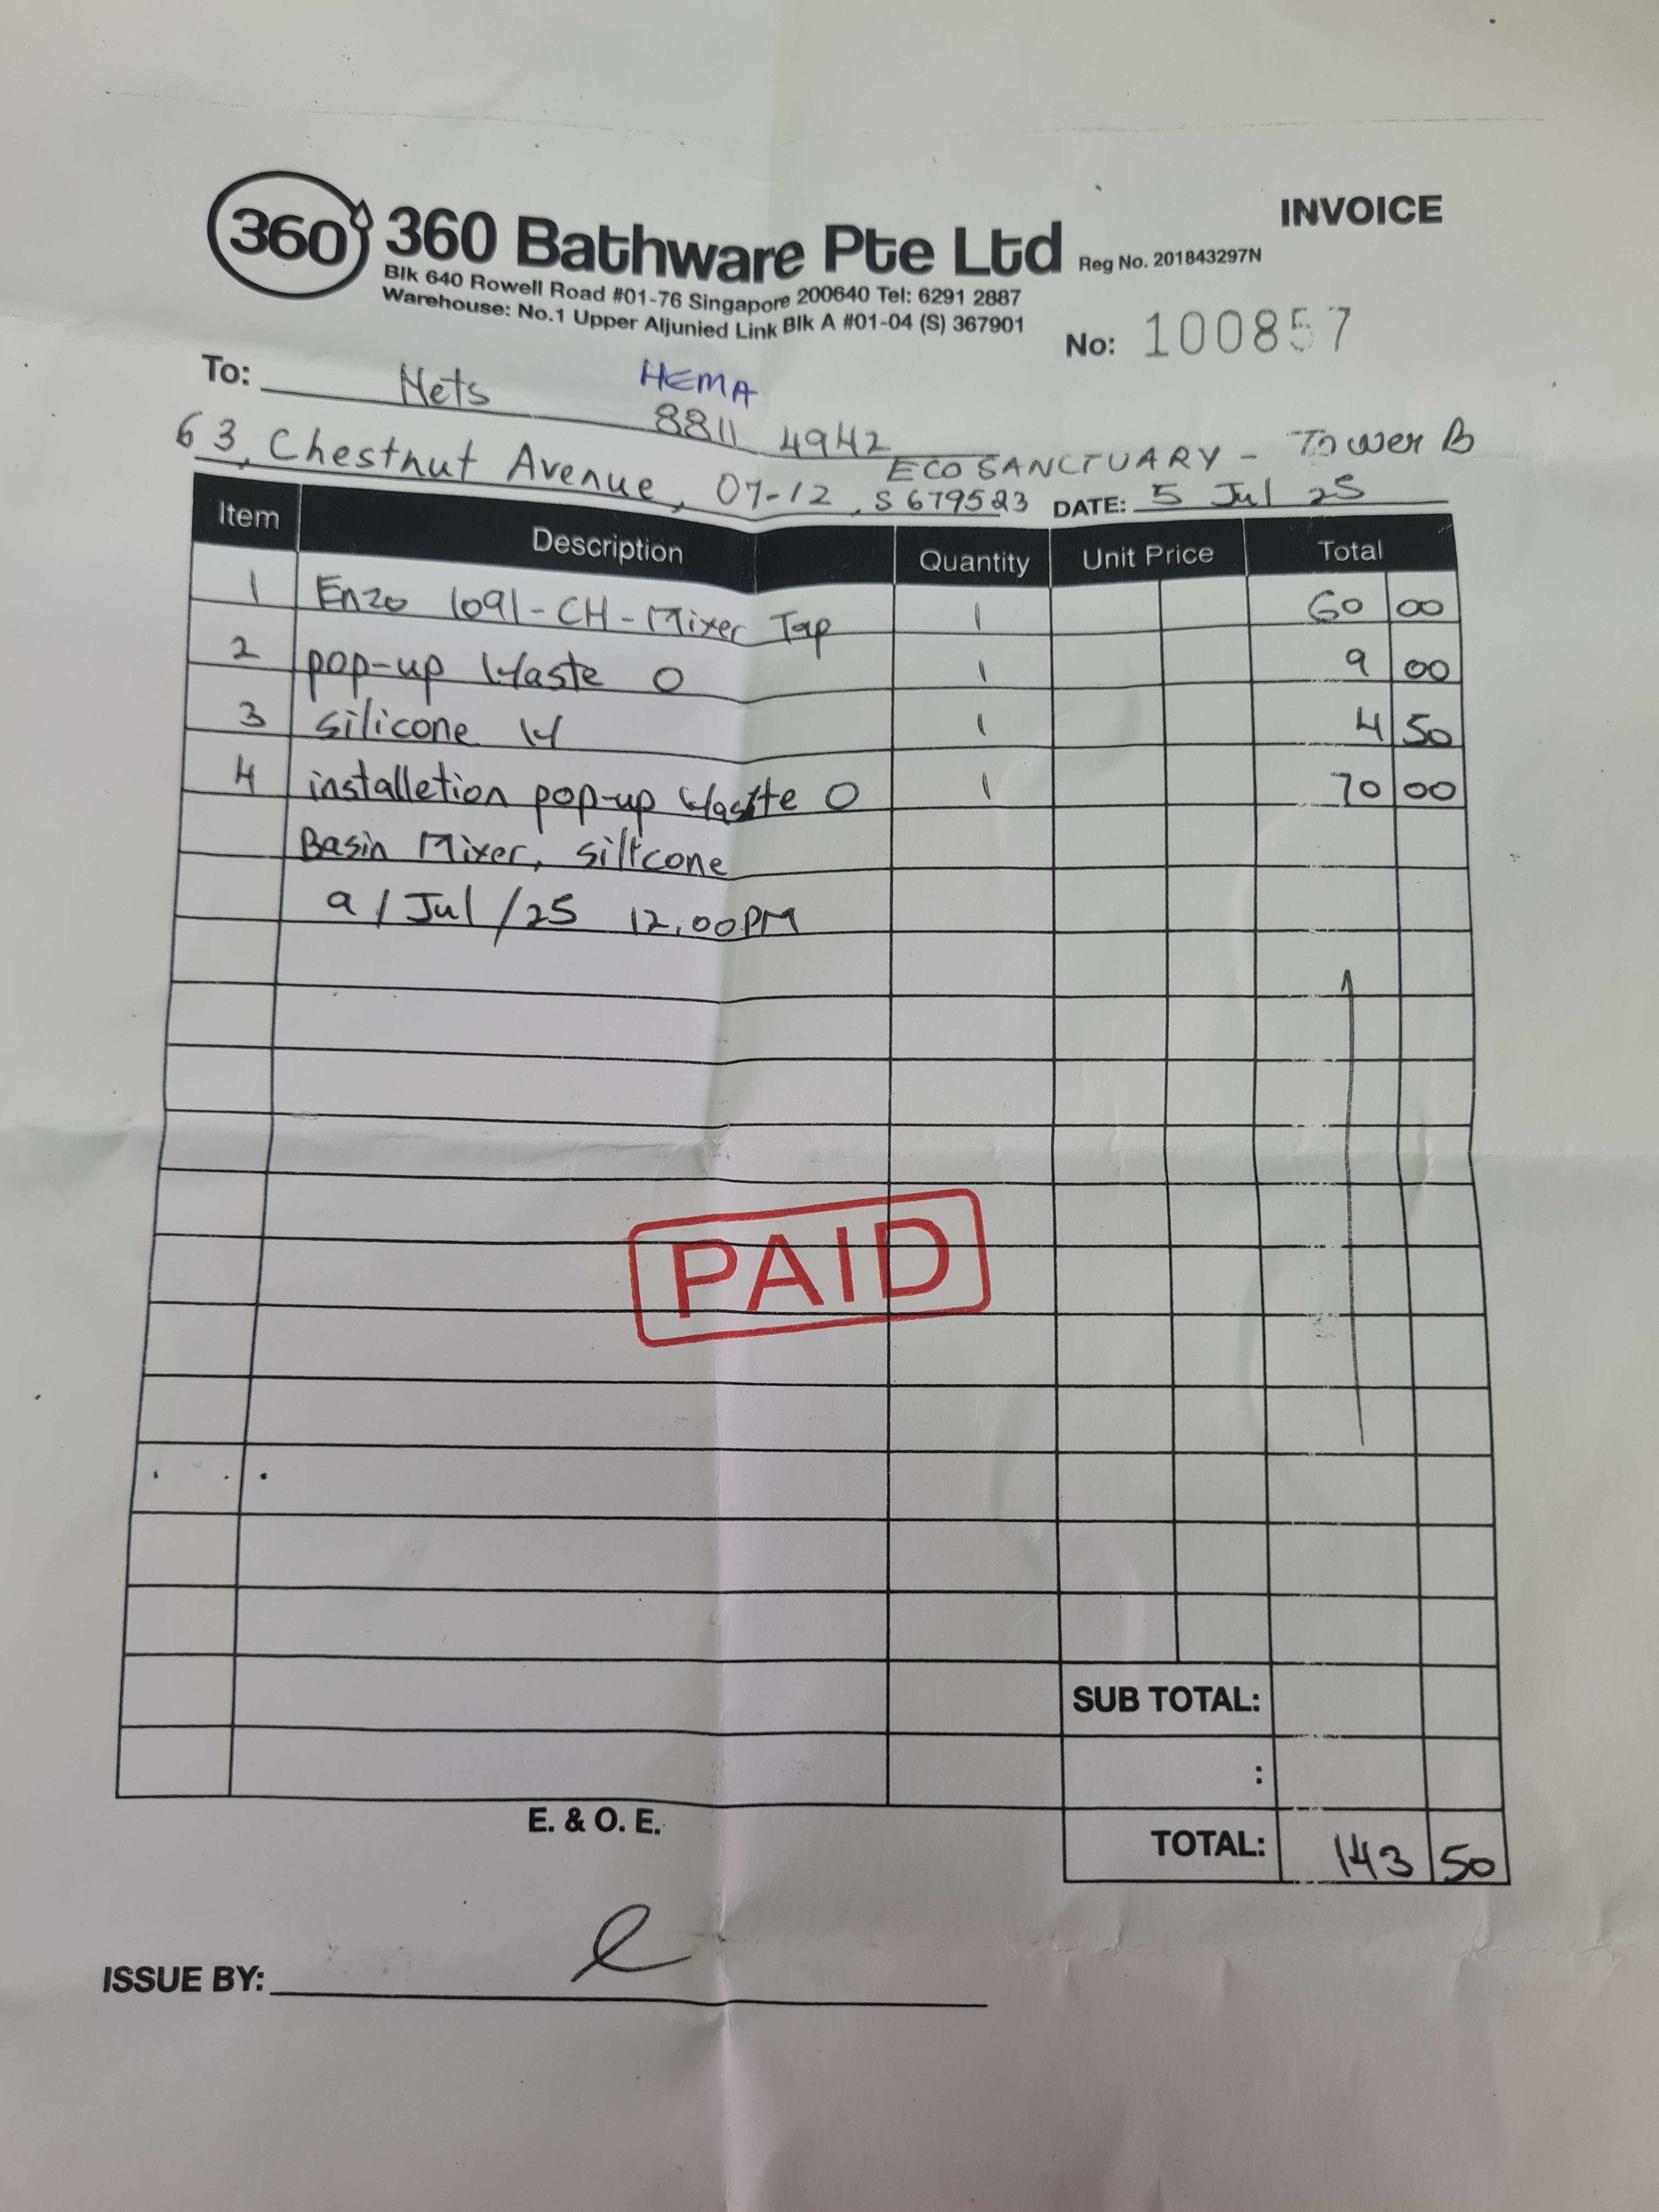 INVOICE
360 360 Bathware Pte Ltd Reg No. 201843297N
Blk 640 Rowell Road #01-76 Singapore 200640 Tel: 6291 2887
Warehouse: No.1 Upper Aljunied Link Blk A #01-04 (S) 367901
No: 100857
To: Nets HEMA
8811 4942
63, Chestnut Avenue, 07-12, S 679523 ECO SANCTUARY - Tower B
DATE: 5 Jul 25
Item Description Quantity Unit Price Total
1 Enzo 1091-CH-Mixer Tap 1 60 00
2 pop-up Waste O 1 9 00
3 silicone W 1 4 50
4 installetion pop-up Waste O 1 70 00
Basin Mixer, silicone
9/Jul/25 12.00PM
PAID
SUB TOTAL:
:
E. & O. E.
TOTAL: 143 50
ISSUE BY: